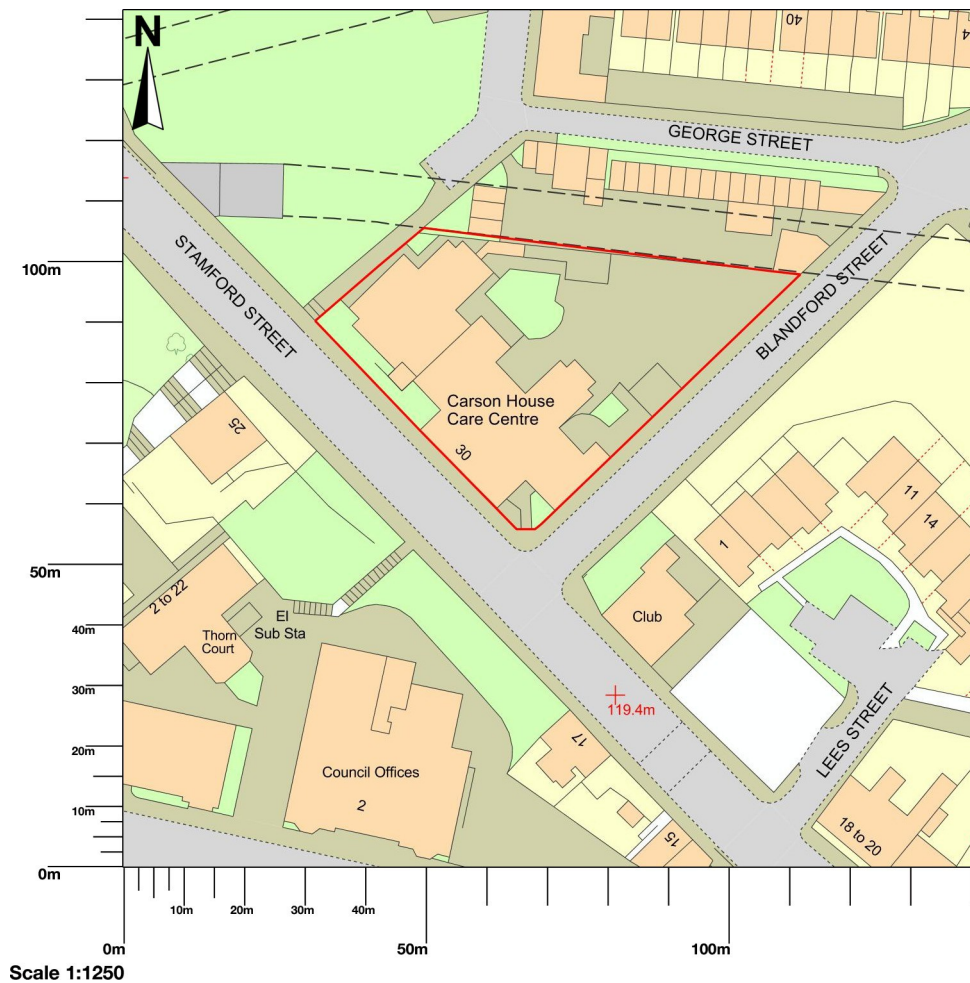 N
40
4
GEORGE STREET
STAMFORD STREET
BLANDFORD STREET
100m
Carson House
Care Centre
30
25
11
14
1
50m
2 to 22
El
Sub Sta
Thorn
Court
Club
40m
30m
20m
10m
0m
119.4m
LEES STREET
17
Council Offices
2
15
18 to 20
10m
20m
30m
40m
0m
50m
100m
Scale 1:1250